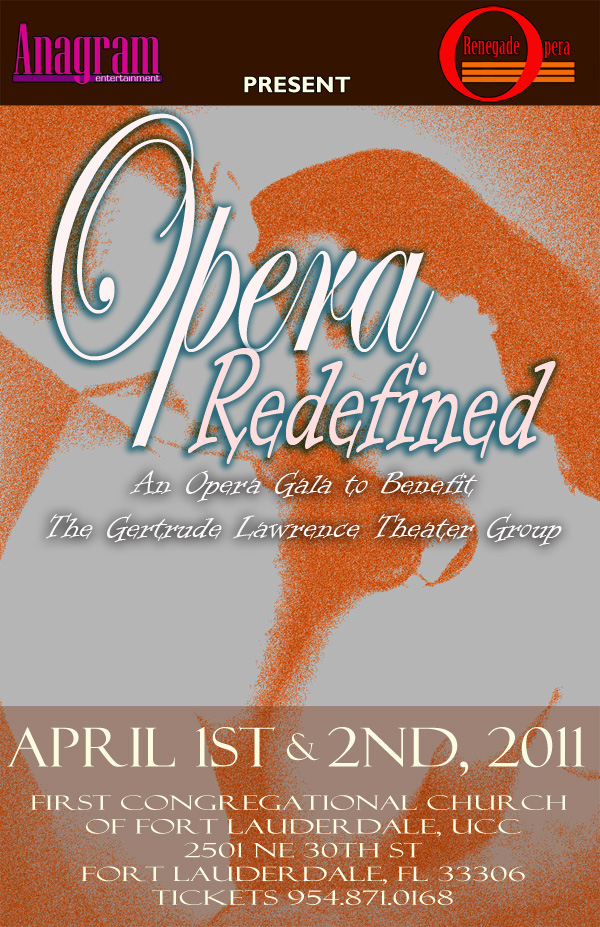 Anagram
entertainment
Renegade Opera
PRESENT
Opera
Redefined
An Opera Gala to Benefit
The Gertrude Lawrence Theater Group
APRIL 1ST & 2ND, 2011
FIRST CONGREGATIONAL CHURCH
OF FORT LAUDERDALE, UCC
2501 NE 30TH ST
FORT LAUDERDALE, FL 33306
TICKETS 954.871.0168